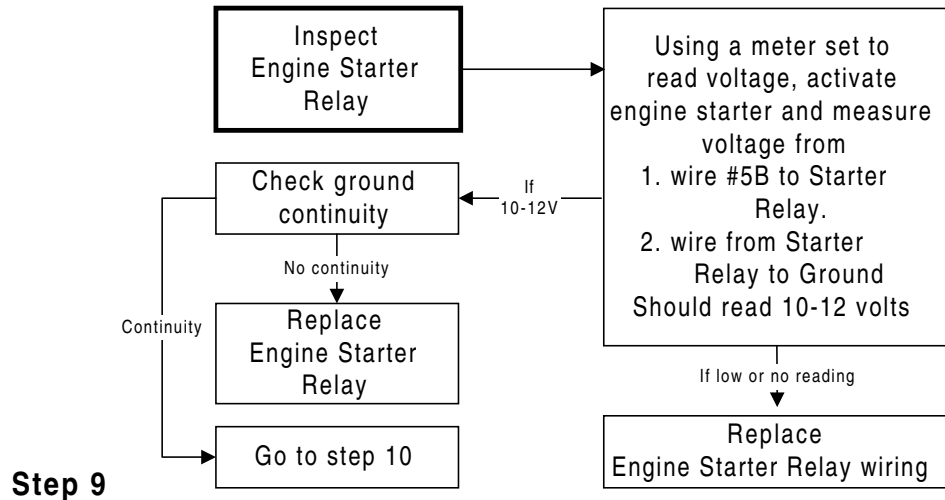 Inspect
Engine Starter
Relay
Using a meter set to
read voltage, activate
engine starter and measure
voltage from
1. wire #5B to Starter
Relay.
2. wire from Starter
Relay to Ground
Should read 10-12 volts
If
10-12V
Check ground
continuity
No continuity
Continuity
Replace
Engine Starter
Relay
If low or no reading
Go to step 10
Replace
Engine Starter Relay wiring
Step 9